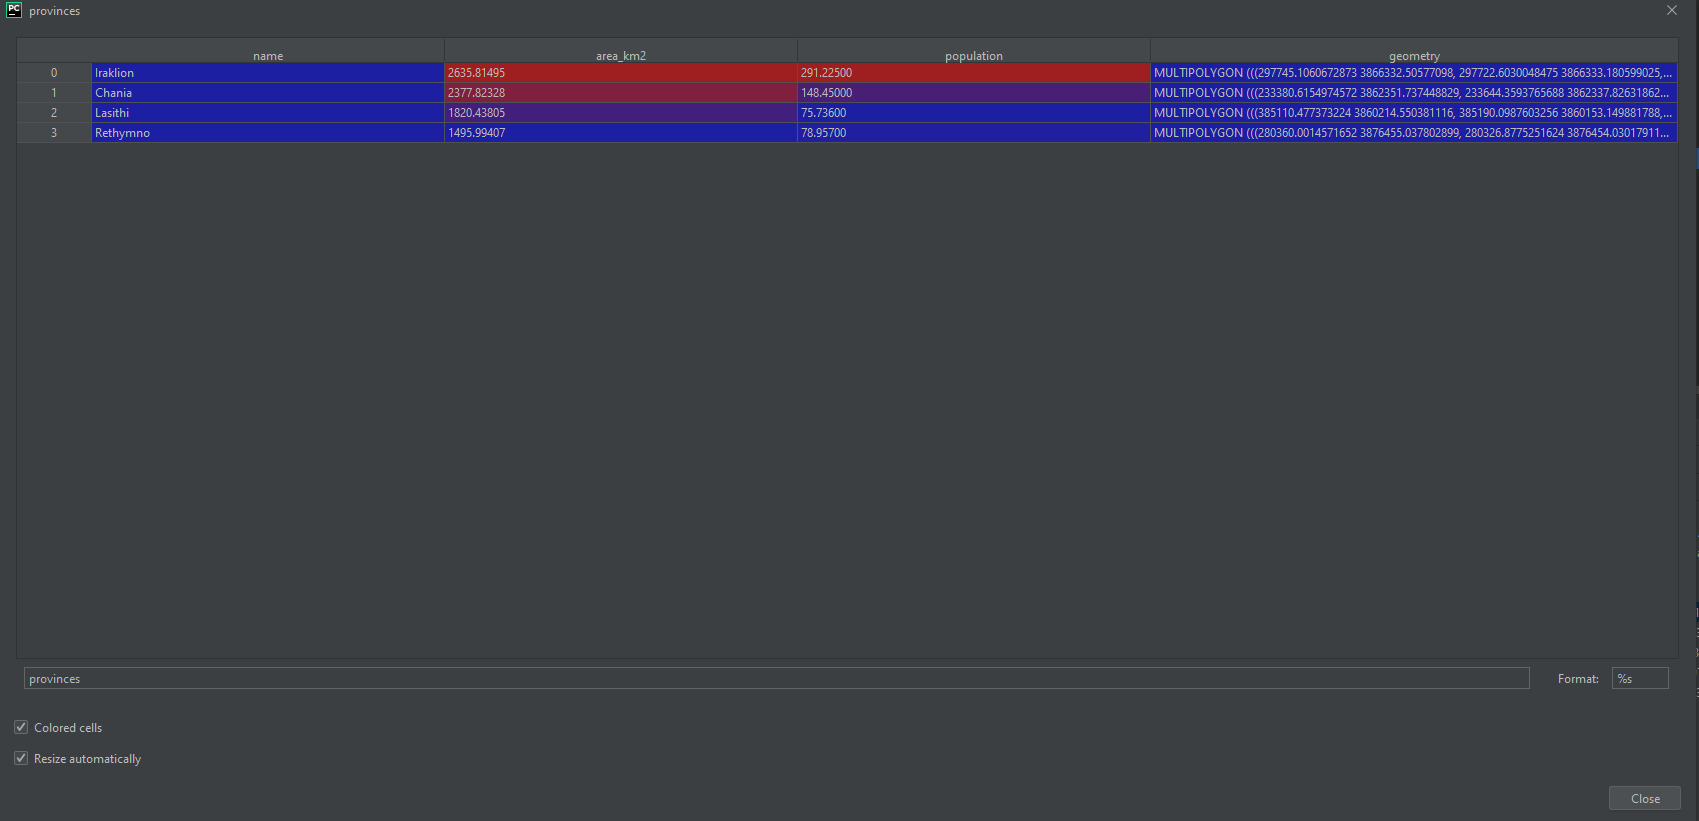 PC provinces
name area_km2 population geometry
0 Iraklion 2635.81495 291.22500 MULTIPOLYGON (((297745.1060672873 3866332.50577098, 297722.6030048475 3866333.180599025,...
1 Chania 2377.82328 148.45000 MULTIPOLYGON (((233380.6154974572 3862351.737448829, 233644.3593765688 3862337.82631862...
2 Lasithi 1820.43805 75.73600 MULTIPOLYGON (((385110.477373224 3860214.550381116, 385190.0987603256 3860153.149881788,...
3 Rethymno 1495.99407 78.95700 MULTIPOLYGON (((280360.0014571652 3876455.037802899, 280326.8775251624 3876454.03017911...
provinces Format: %s
Colored cells
Resize automatically
Close